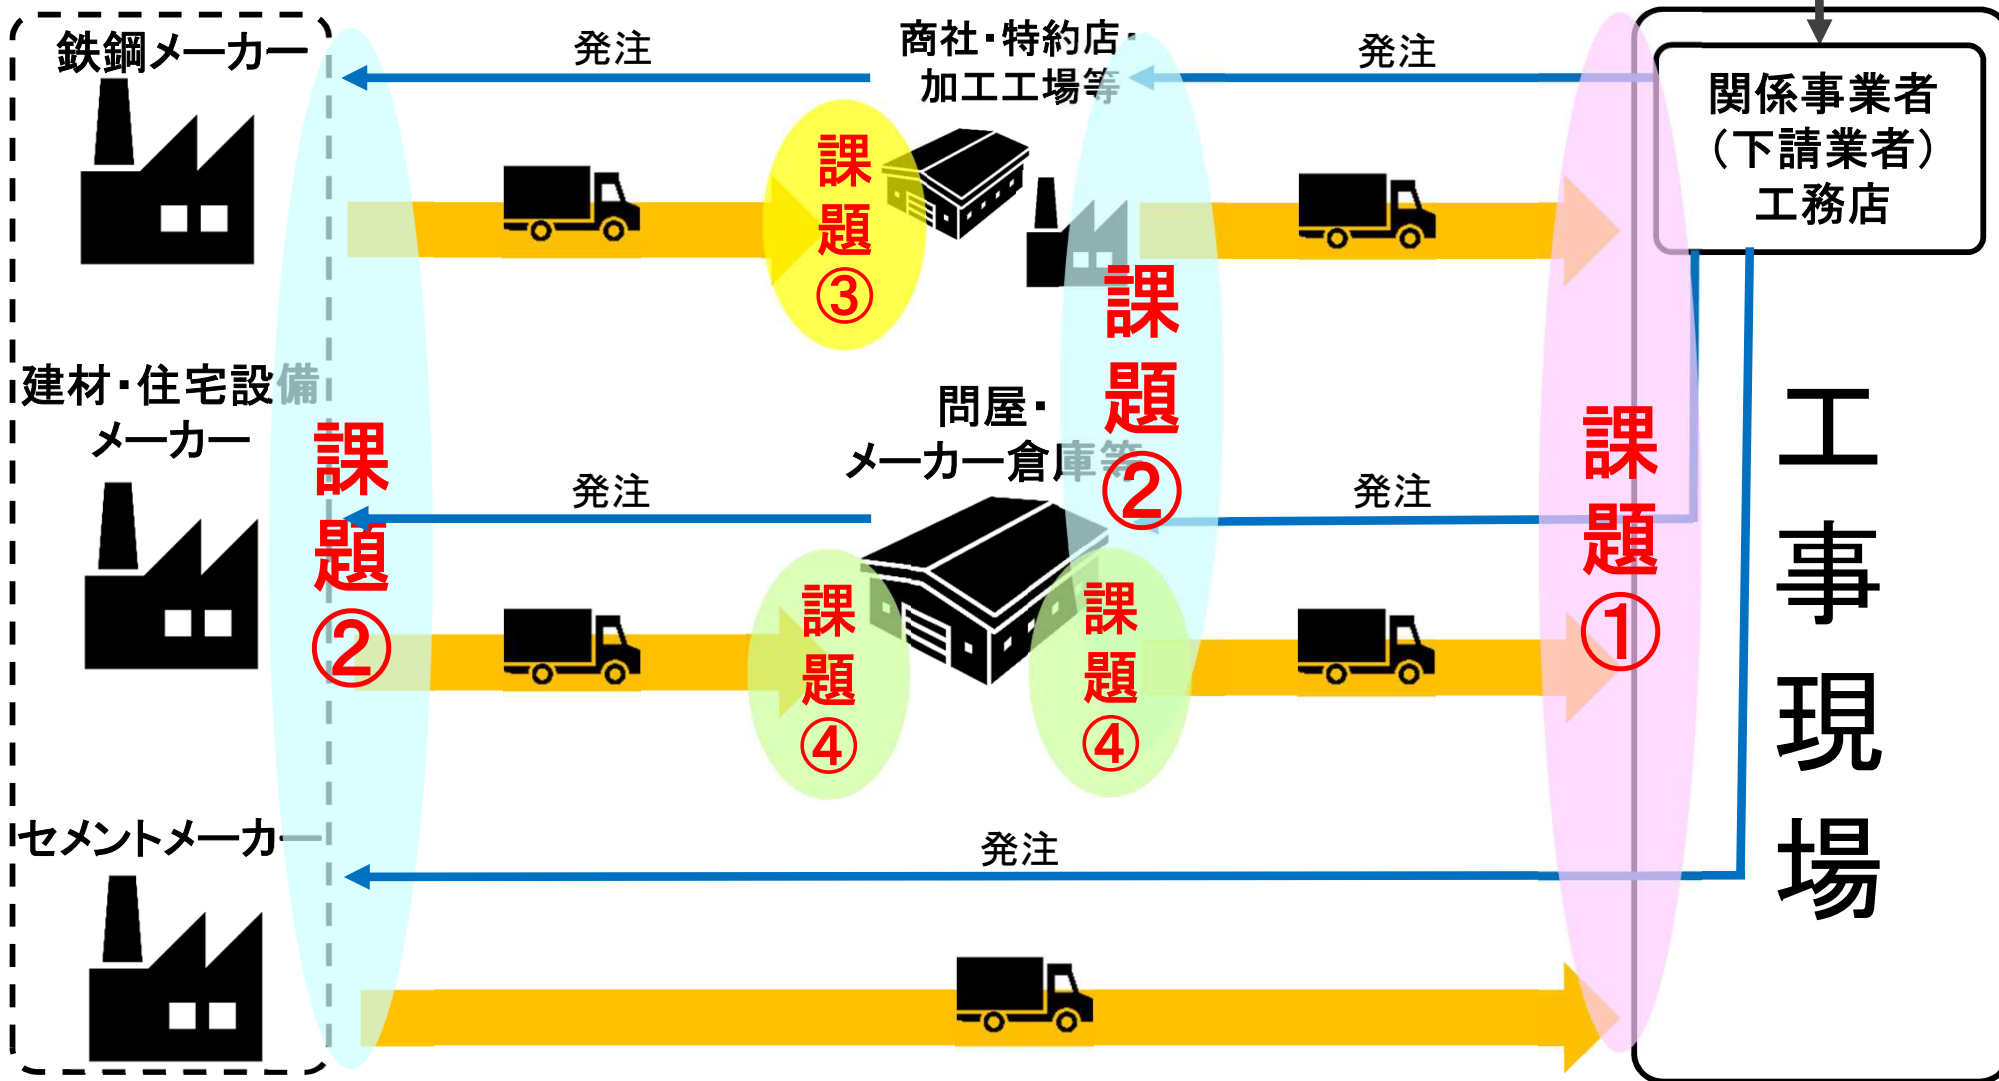 鉄鋼メーカー
発注
商社・特約店・
加工工場等
発注
関係事業者
（下請業者）
工務店
課題③
課題②
建材・住宅設備
メーカー
課題②
発注
問屋・
メーカー倉庫等
発注
課題①
工事現場
課題④
課題④
セメントメーカー
発注